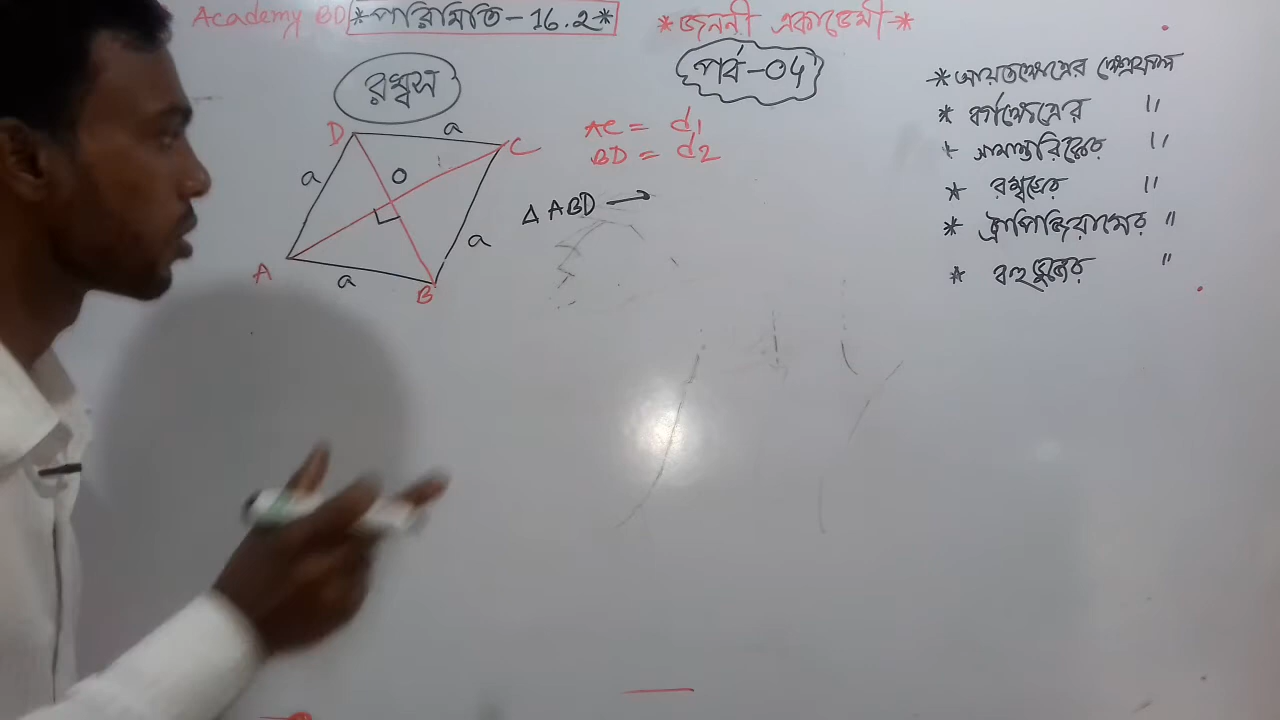 Academy BD *পরিমিতি-16.2* *জননী একাডেমী*
পর্ব-04
রম্বস
D a C
a O
a
A a B
AC = d1
BD = d2
Δ ABD →
*আয়তক্ষেত্রের ক্ষেত্রফল
* বর্গক্ষেত্রের "
* সামান্তরিকের "
* রম্বসের "
* ট্রাপিজিয়ামের "
* বহুভুজের "